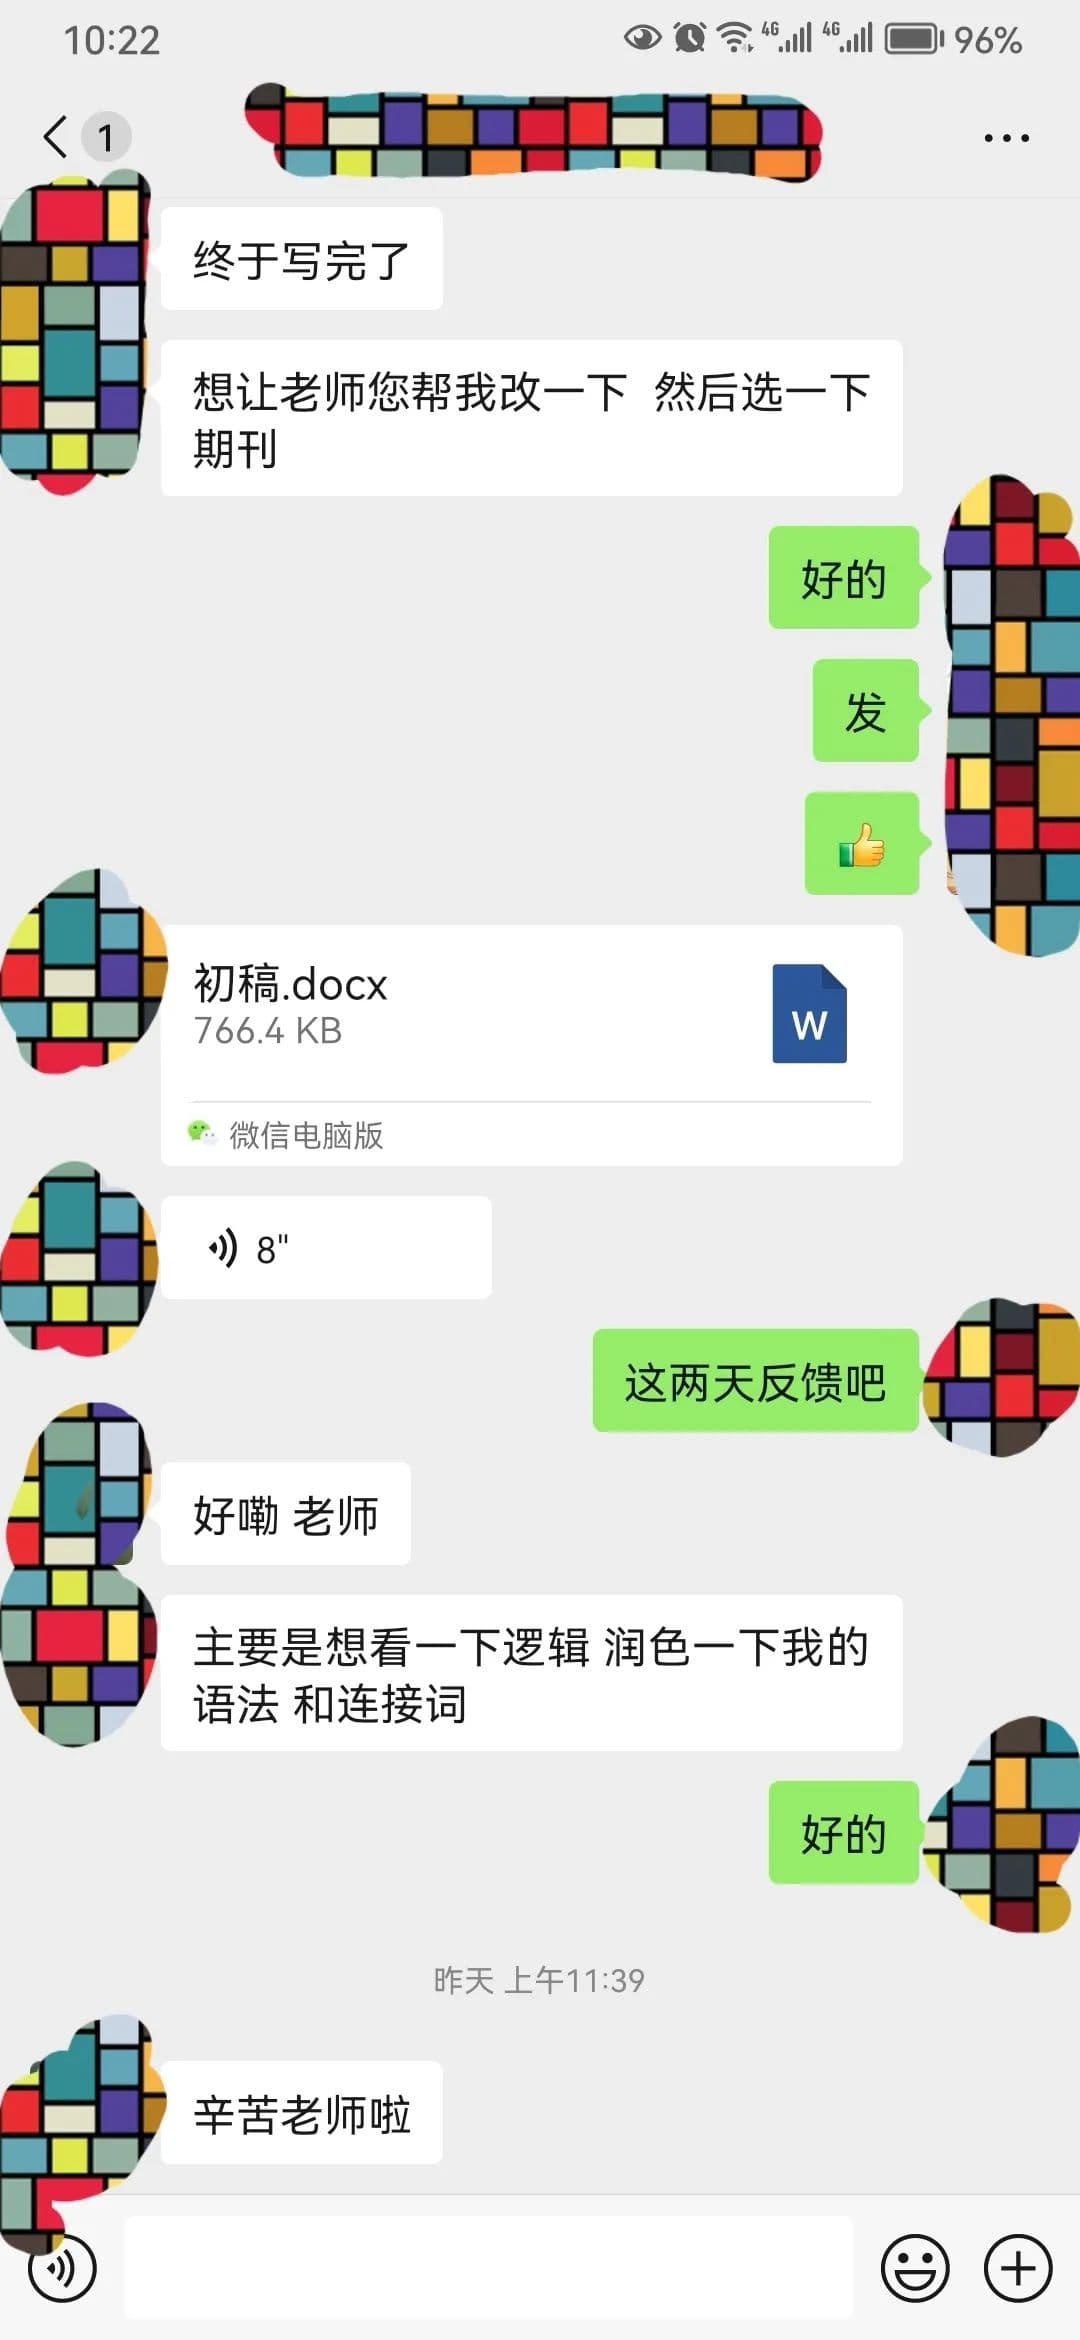 10:22
4G
4G
96%
1
终于写完了
想让老师您帮我改一下 然后选一下
期刊
好的
发
初稿.docx
766.4 KB
W
微信电脑版
8"
这两天反馈吧
好嘞 老师
主要是想看一下逻辑 润色一下我的
语法 和连接词
好的
昨天 上午11:39
辛苦老师啦